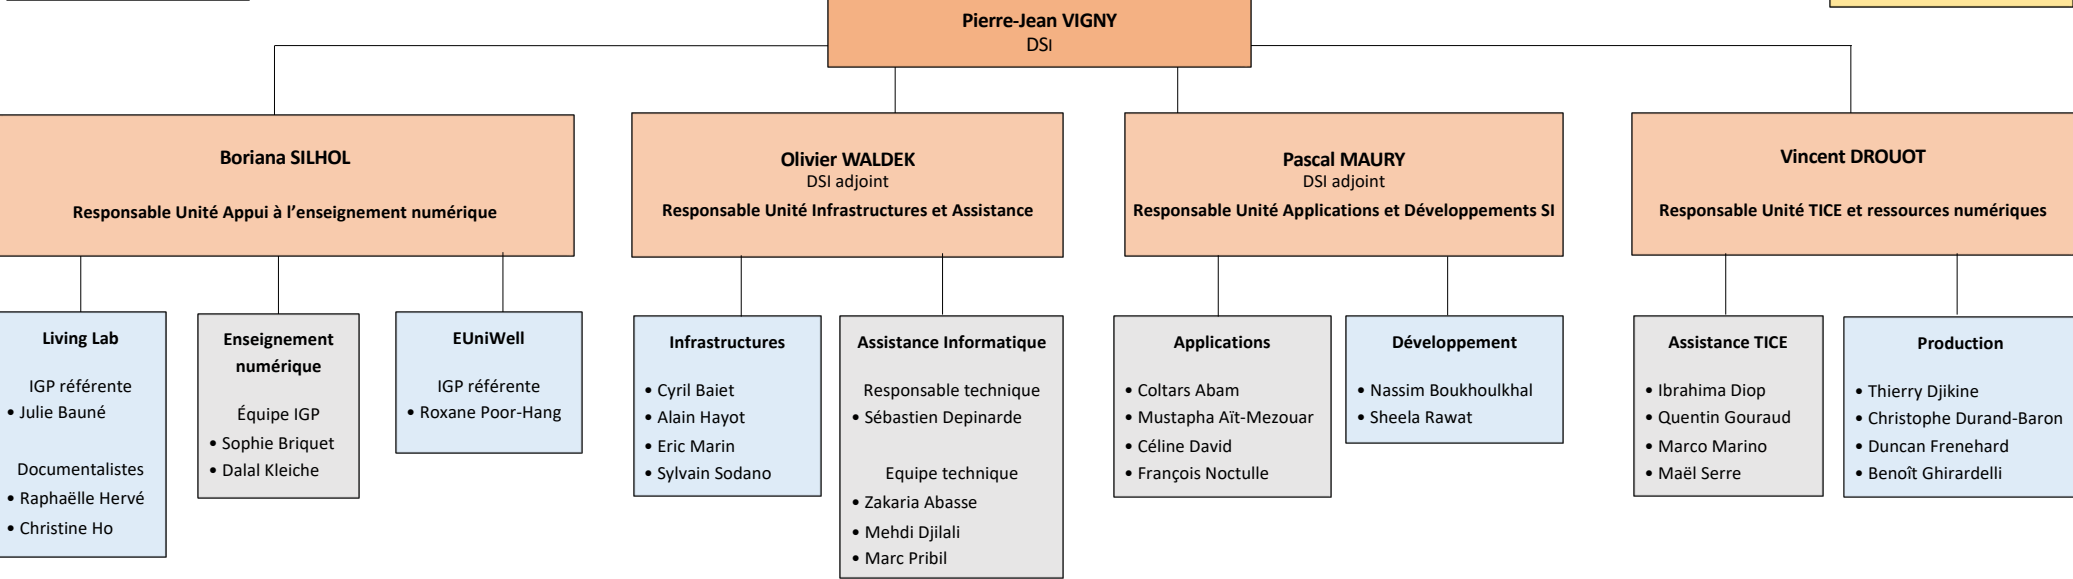 Pierre-Jean VIGNY
DSI
Boriana SILHOL
Responsable Unité Appui à l’enseignement numérique
Olivier WALDEK
DSI adjoint
Responsable Unité Infrastructures et Assistance
Pascal MAURY
DSI adjoint
Responsable Unité Applications et Développements SI
Vincent DROUOT
Responsable Unité TICE et ressources numériques
Living Lab
IGP référente
• Julie Bauné
Documentalistes
• Raphaëlle Hervé
• Christine Ho
Enseignement
numérique
Équipe IGP
• Sophie Briquet
• Dalal Kleiche
EUniWell
IGP référente
• Roxane Poor-Hang
Infrastructures
• Cyril Baiet
• Alain Hayot
• Eric Marin
• Sylvain Sodano
Assistance Informatique
Responsable technique
• Sébastien Depinarde
Equipe technique
• Zakaria Abasse
• Mehdi Djilali
• Marc Pribil
Applications
• Coltars Abam
• Mustapha Aït-Mezouar
• Céline David
• François Noctulle
Développement
• Nassim Boukhoulkhal
• Sheela Rawat
Assistance TICE
• Ibrahima Diop
• Quentin Gouraud
• Marco Marino
• Maël Serre
Production
• Thierry Djikine
• Christophe Durand-Baron
• Duncan Frenehard
• Benoît Ghirardelli